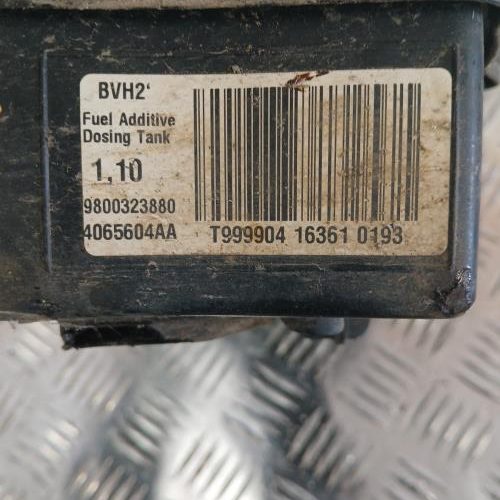 BVH2'
Fuel Additive
Dosing Tank
1,10
9800323880
4065604AA
T999904 16361 0193